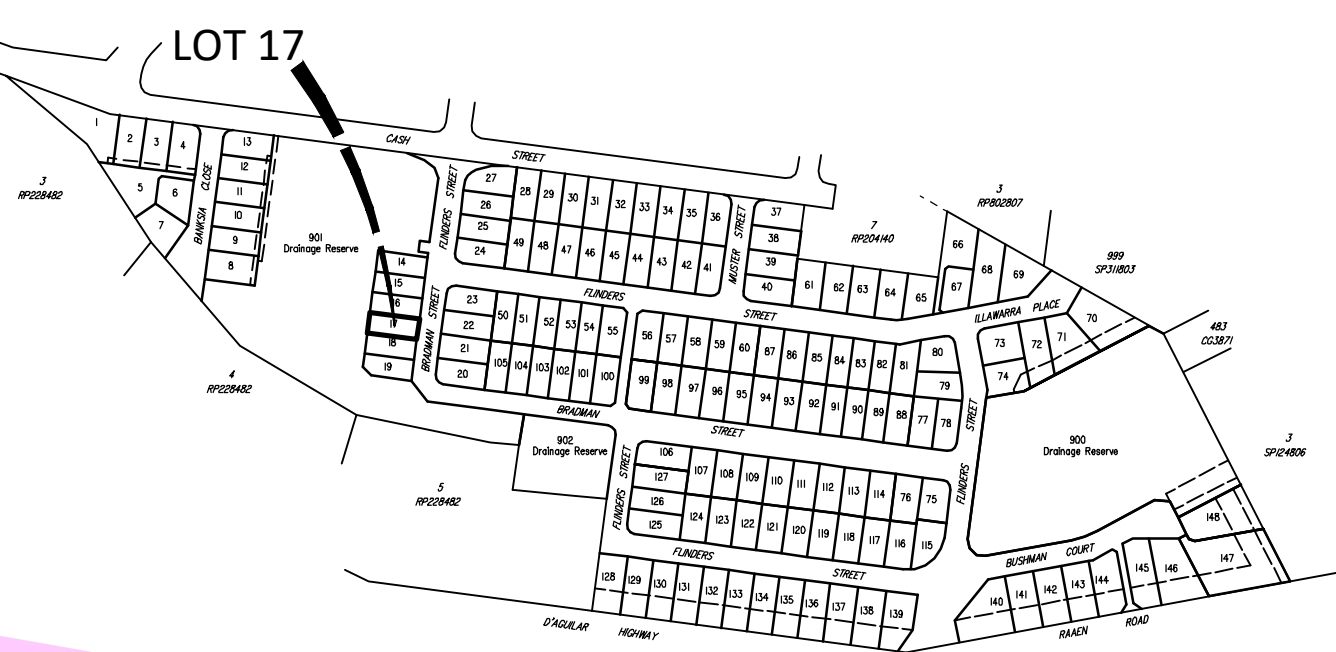 LOT 17
CASH
STREET
1
2
3
4
13
12
11
10
9
8
BANKSIA CLOSE
5
6
7
3
RP228482
901
Drainage Reserve
14
15
16
17
18
19
FLINDERS STREET
27
26
25
24
28 29 30 31 32 33 34 35 36
49 48 47 46 45 44 43 42 41
MUSTER STREET
37
38
39
40
7
RP204140
3
RP802807
999
SP311803
483
CG3871
3
SP124806
61 62 63 64 65
66
67
68
69
ILLAWARRA PLACE
70
71
72
73
74
FLINDERS
STREET
BRADMAN STREET
23
22
21
20
50 51 52 53 54 55
105 104 103 102 101 100
56 57 58 59 60 87 86 85 84 83 82 81
80
79
99 98 97 96 95 94 93 92 91 90 89 88 77 78
4
RP228482
BRADMAN
STREET
902
Drainage Reserve
5
RP228482
FLINDERS STREET
106
127
126
125
107 108 109 110 111 112 113 114 76 75
124 123 122 121 120 119 118 117 116 115
FLINDERS STREET
900
Drainage Reserve
FLINDERS
STREET
128 129 130 131 132 133 134 135 136 137 138 139
D'AGUILAR HIGHWAY
BUSHMAN COURT
140 141 142 143 144
145 146 147
148
RAAEN ROAD